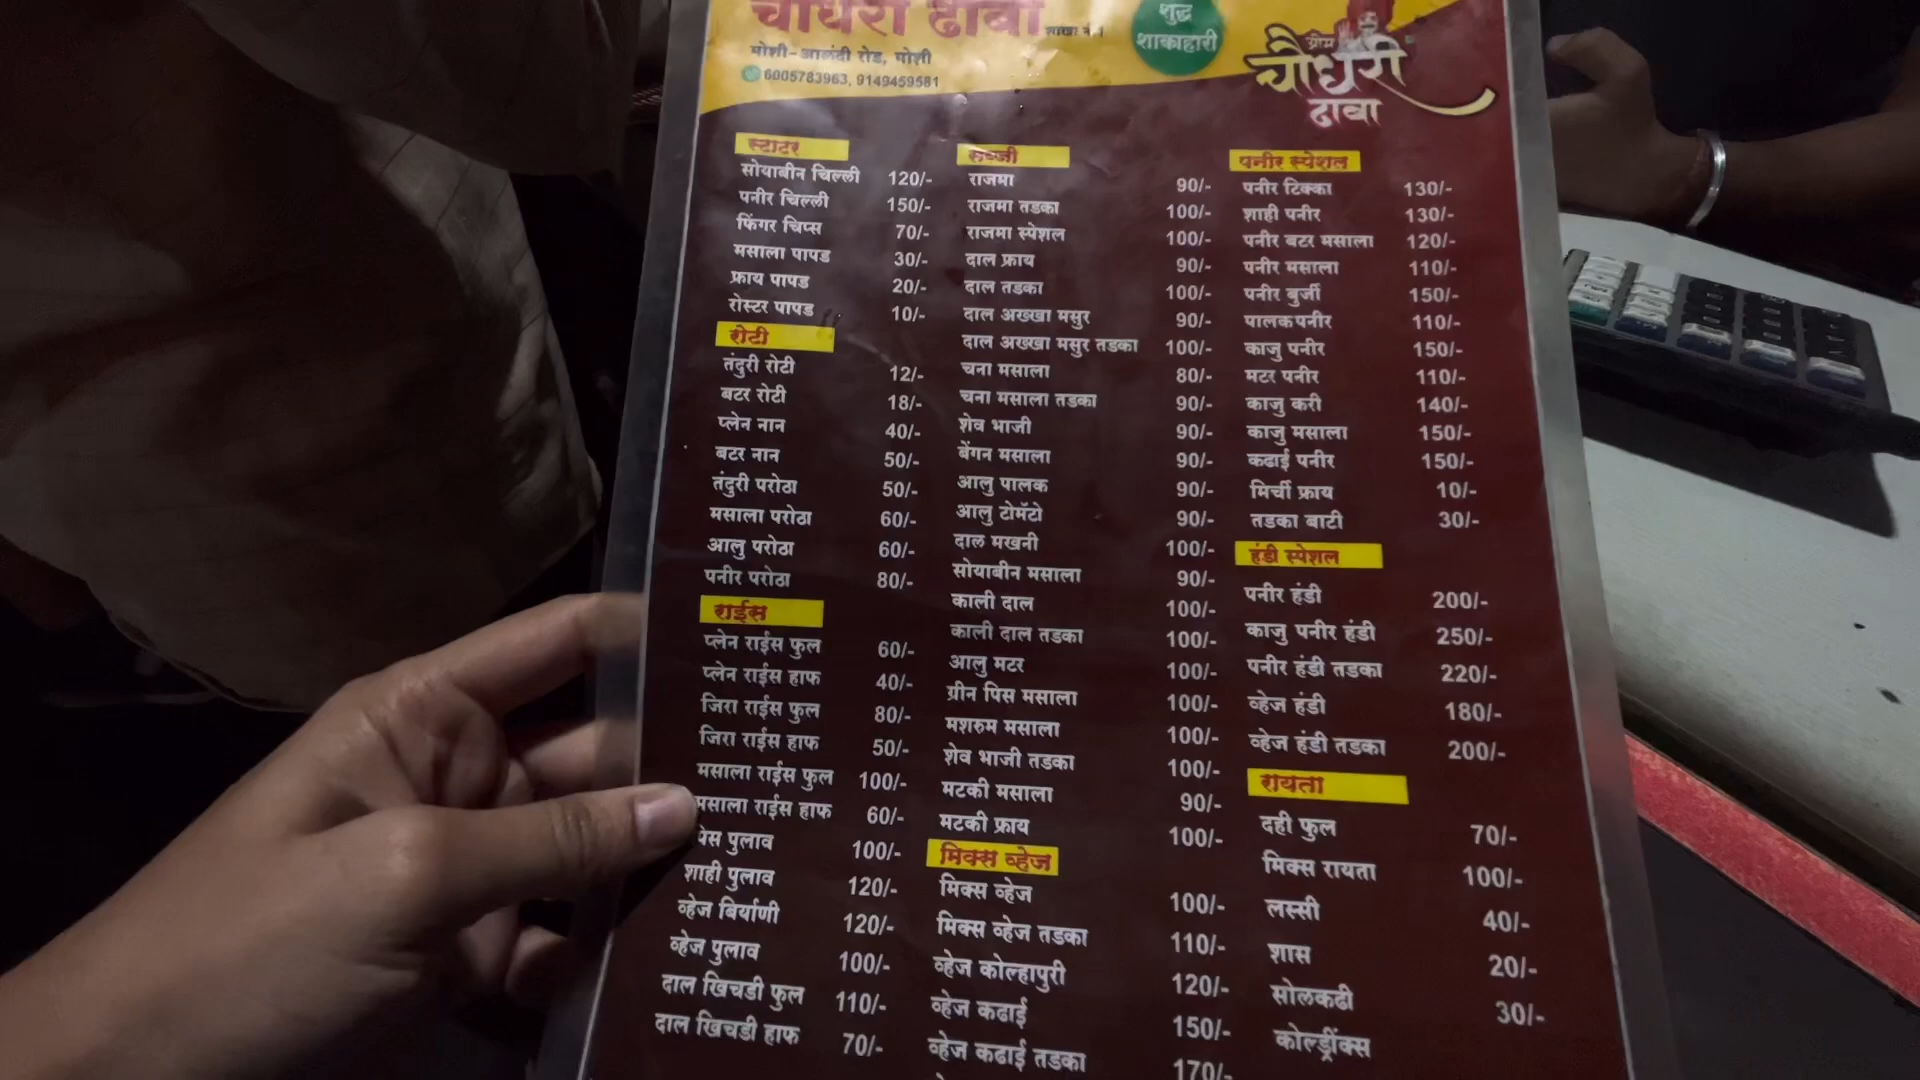 चौधरी ढाबा शाखा नं.1
मोशी-आळंदी रोड, मोशी
6005783963, 9149459581
शुद्ध
शाकाहारी
चौधरी
ढाबा
स्टाटर
सोयाबीन चिल्ली 120/-
पनीर चिल्ली 150/-
फिंगर चिप्स 70/-
मसाला पापड 30/-
फ्राय पापड 20/-
रोस्टर पापड 10/-
रोटी
तंदुरी रोटी 12/-
बटर रोटी 18/-
प्लेन नान 40/-
बटर नान 50/-
तंदुरी परोठा 50/-
मसाला परोठा 60/-
आलु परोठा 60/-
पनीर परोठा 80/-
राईस
प्लेन राईस फुल 60/-
प्लेन राईस हाफ 40/-
जिरा राईस फुल 80/-
जिरा राईस हाफ 50/-
मसाला राईस फुल 100/-
मसाला राईस हाफ 60/-
पेस पुलाव 100/-
शाही पुलाव 120/-
व्हेज बिर्याणी 120/-
व्हेज पुलाव 100/-
दाल खिचडी फुल 110/-
दाल खिचडी हाफ 70/-
सब्जी
राजमा 90/-
राजमा तडका 100/-
राजमा स्पेशल 100/-
दाल फ्राय 90/-
दाल तडका 100/-
दाल अख्खा मसुर 90/-
दाल अख्खा मसुर तडका 100/-
चना मसाला 80/-
चना मसाला तडका 90/-
शेव भाजी 90/-
बेंगन मसाला 90/-
आलु पालक 90/-
आलु टोमॅटो 90/-
दाल मखनी 100/-
सोयाबीन मसाला 90/-
काली दाल 100/-
काली दाल तडका 100/-
आलु मटर 100/-
ग्रीन पिस मसाला 100/-
मशरुम मसाला 100/-
शेव भाजी तडका 100/-
मटकी मसाला 90/-
मटकी फ्राय 100/-
मिक्स व्हेज
मिक्स व्हेज 100/-
मिक्स व्हेज तडका 110/-
व्हेज कोल्हापुरी 120/-
व्हेज कढाई 150/-
व्हेज कढाई तडका 170/-
पनीर स्पेशल
पनीर टिक्का 130/-
शाही पनीर 130/-
पनीर बटर मसाला 120/-
पनीर मसाला 110/-
पनीर बुर्जी 150/-
पालक पनीर 110/-
काजु पनीर 150/-
मटर पनीर 110/-
काजु करी 140/-
काजु मसाला 150/-
कढाई पनीर 150/-
मिर्ची फ्राय 10/-
तडका बाटी 30/-
हंडी स्पेशल
पनीर हंडी 200/-
काजु पनीर हंडी 250/-
पनीर हंडी तडका 220/-
व्हेज हंडी 180/-
व्हेज हंडी तडका 200/-
रायता
दही फुल 70/-
मिक्स रायता 100/-
लस्सी 40/-
शास 20/-
सोलकढी 30/-
कोल्ड्रींक्स